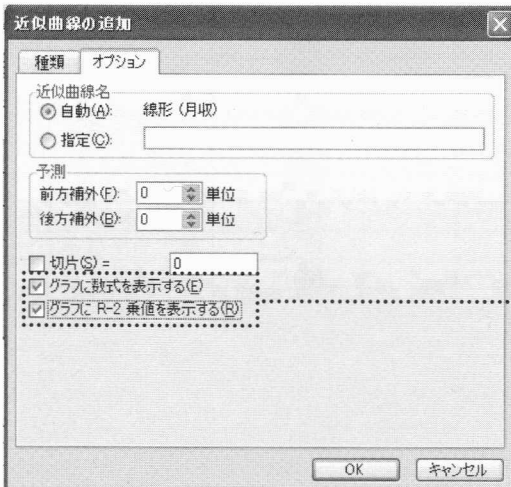 近似曲線の追加
種類 オプション
近似曲線名
自動(A): 線形 (月収)
指定(C):
予測
前方補外(F): 0 単位
後方補外(B): 0 単位
切片(S) = 0
グラフに数式を表示する(E)
グラフに R-2 乗値を表示する(R)
OK キャンセル